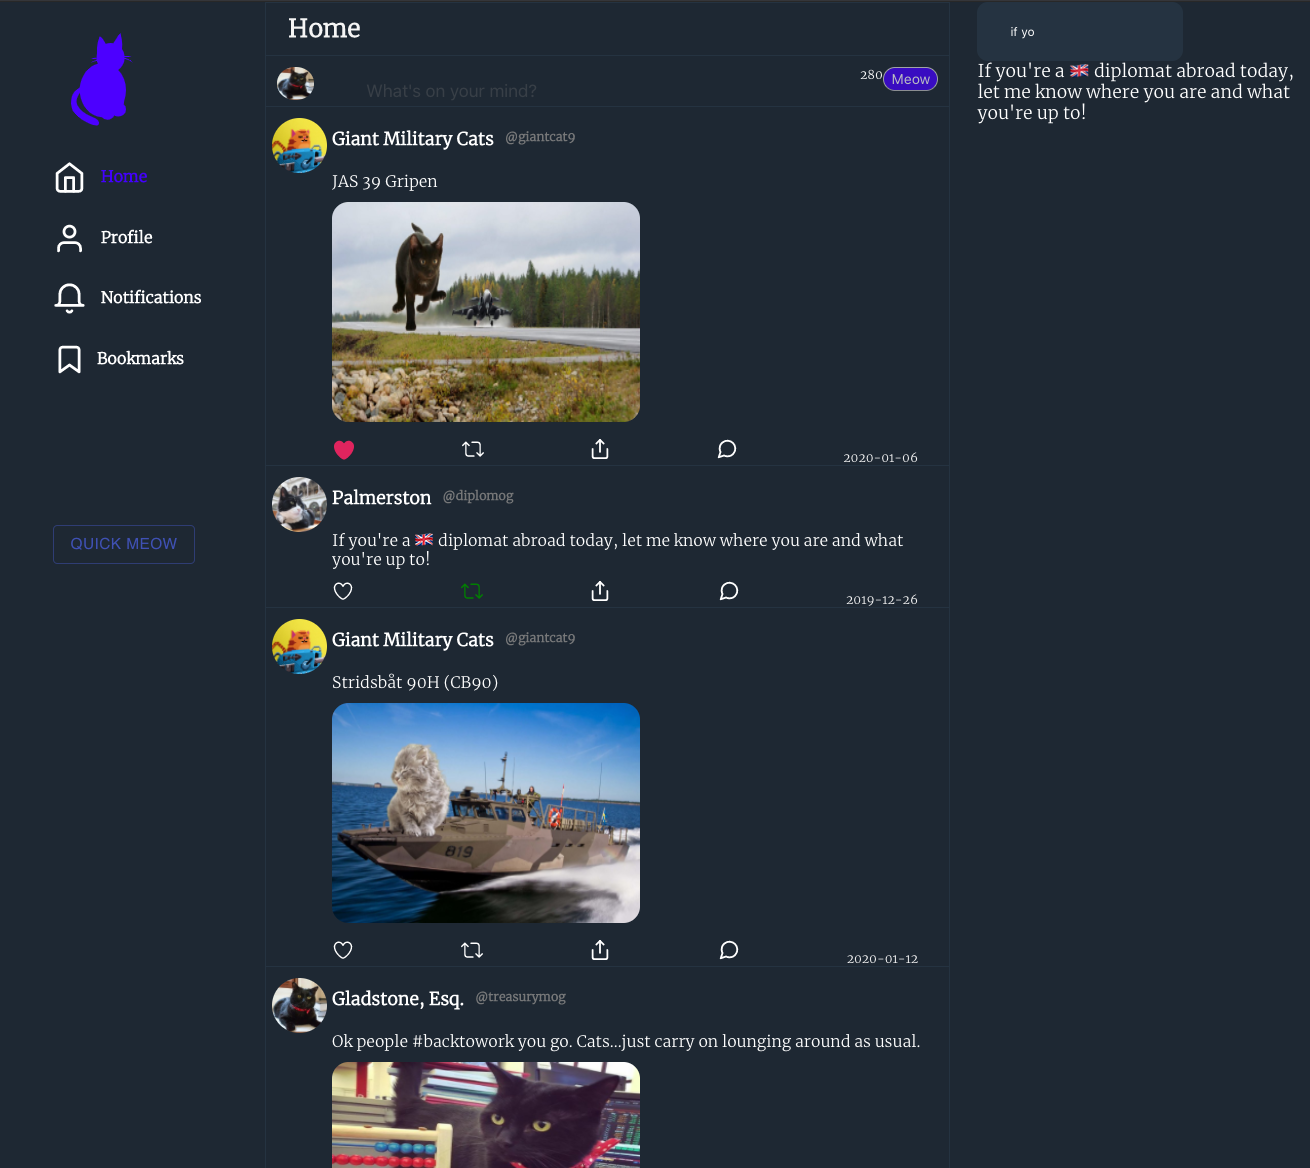 Home
Profile
Notifications
Bookmarks
QUICK MEOW
Home
What's on your mind?
280
Meow
Giant Military Cats @giantcat9
JAS 39 Gripen
2020-01-06
Palmerston @diplomog
If you're a 🇬🇧 diplomat abroad today, let me know where you are and what
you're up to!
2019-12-26
Giant Military Cats @giantcat9
Stridsbåt 90H (CB90)
819
2020-01-12
Gladstone, Esq. @treasurymog
Ok people #backtowork you go. Cats...just carry on lounging around as usual.
if yo
If you're a 🇬🇧 diplomat abroad today,
let me know where you are and what
you're up to!